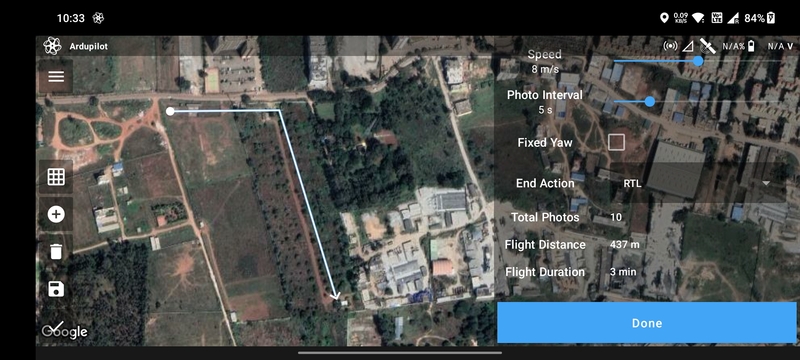 10:33
0.09
KB/S
84%
Ardupilot
N/A%
N/A V
Speed
8 m/s
Photo Interval
5 s
Fixed Yaw
End Action
RTL
Total Photos
10
Flight Distance
437 m
Flight Duration
3 min
Done
Google